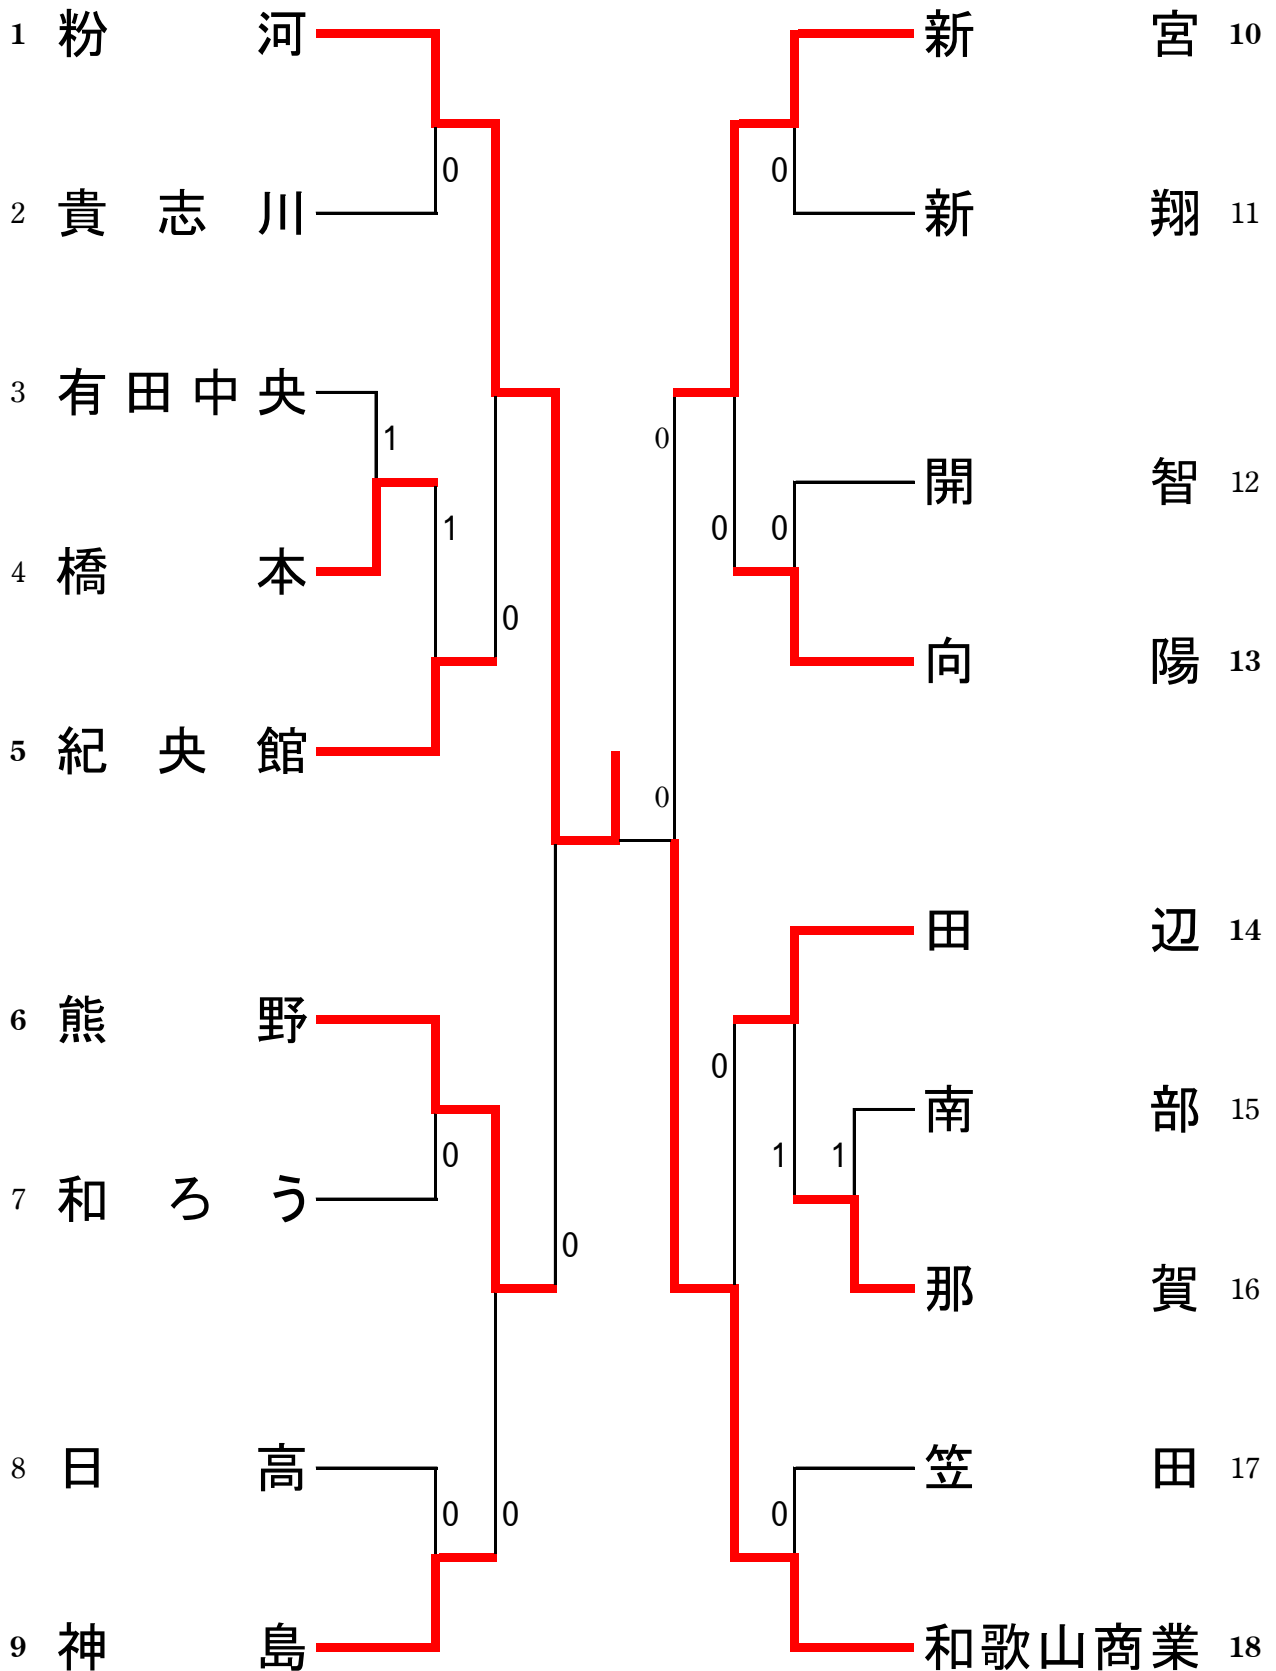 1 粉河
2 貴志川
3 有田中央
4 橋本
5 紀央館
6 熊野
7 和ろう
8 日高
9 神島
0
1
1
0
0
0
0
0
0
0
0
0
0
0
0
1
1
0
新宮 10
新翔 11
開智 12
向陽 13
田辺 14
南部 15
那賀 16
笠田 17
和歌山商業 18